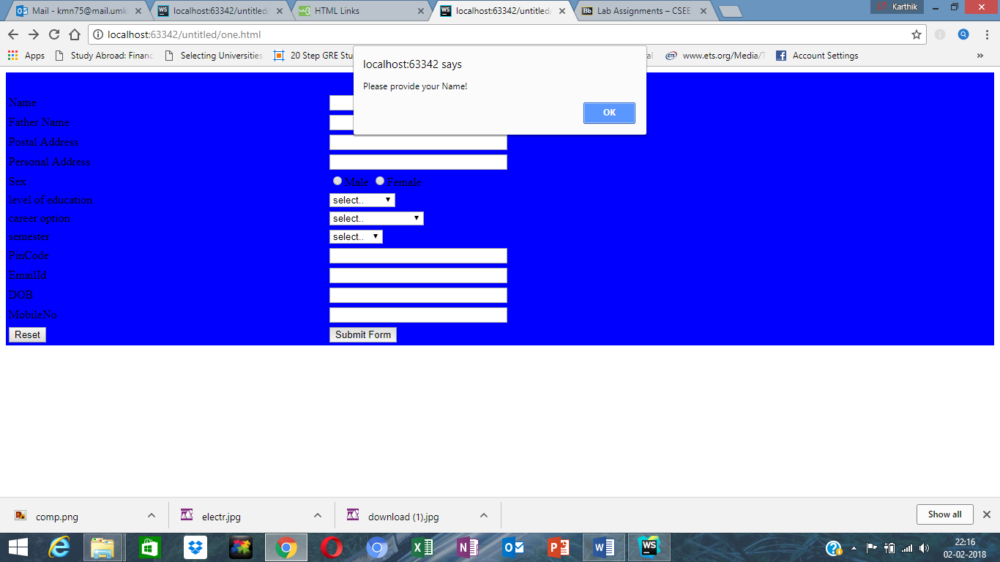 Mail - kmn75@mail.umk
localhost:63342/untitled/
HTML Links
localhost:63342/untitled/
Lab Assignments – CSEE
Karthik
localhost:63342/untitled/one.html
Apps
Study Abroad: Financ
Selecting Universities
20 Step GRE Stu
al
www.ets.org/Media/T
Account Settings
localhost:63342 says
Please provide your Name!
OK
Name
Father Name
Postal Address
Personal Address
Sex
Male Female
level of education
select..
career option
select..
semester
select..
PinCode
EmailId
DOB
MobileNo
Reset
Submit Form
comp.png
electr.jpg
download (1).jpg
Show all
22:16
02-02-2018